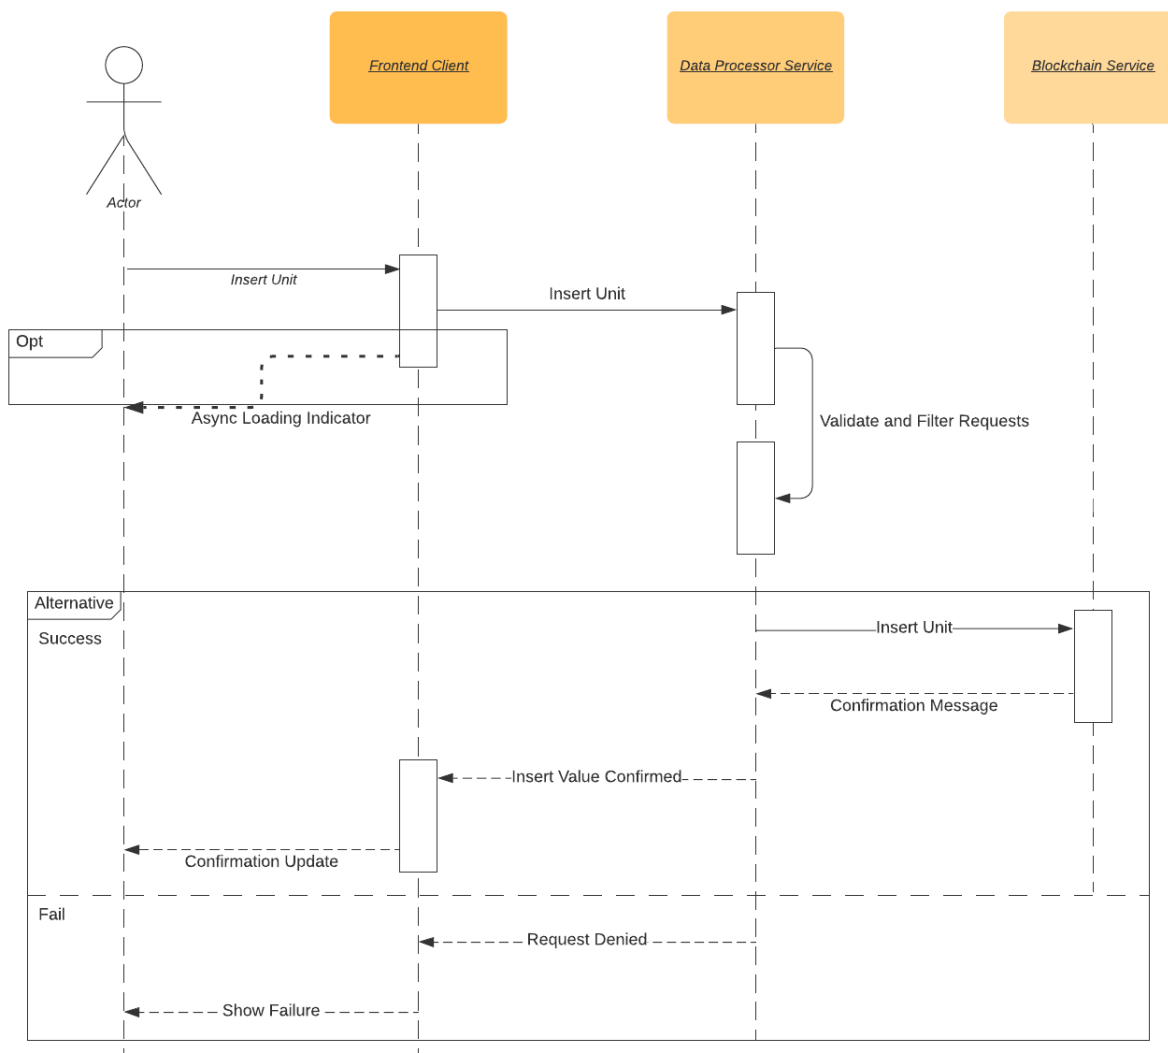 Frontend Client
Data Processor Service
Blockchain Service
Actor
Insert Unit
Insert Unit
Opt
Async Loading Indicator
Validate and Filter Requests
Alternative
Success
Insert Unit
Confirmation Message
Insert Value Confirmed
Confirmation Update
Fail
Request Denied
Show Failure